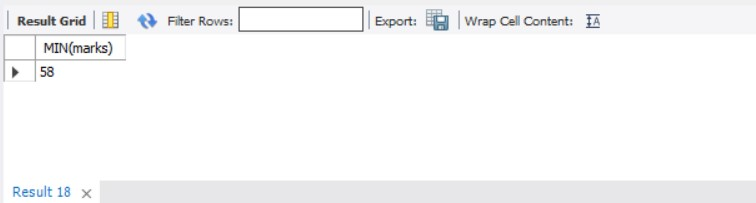 Result Grid Filter Rows: Export: Wrap Cell Content:
MIN(marks)
58
Result 18